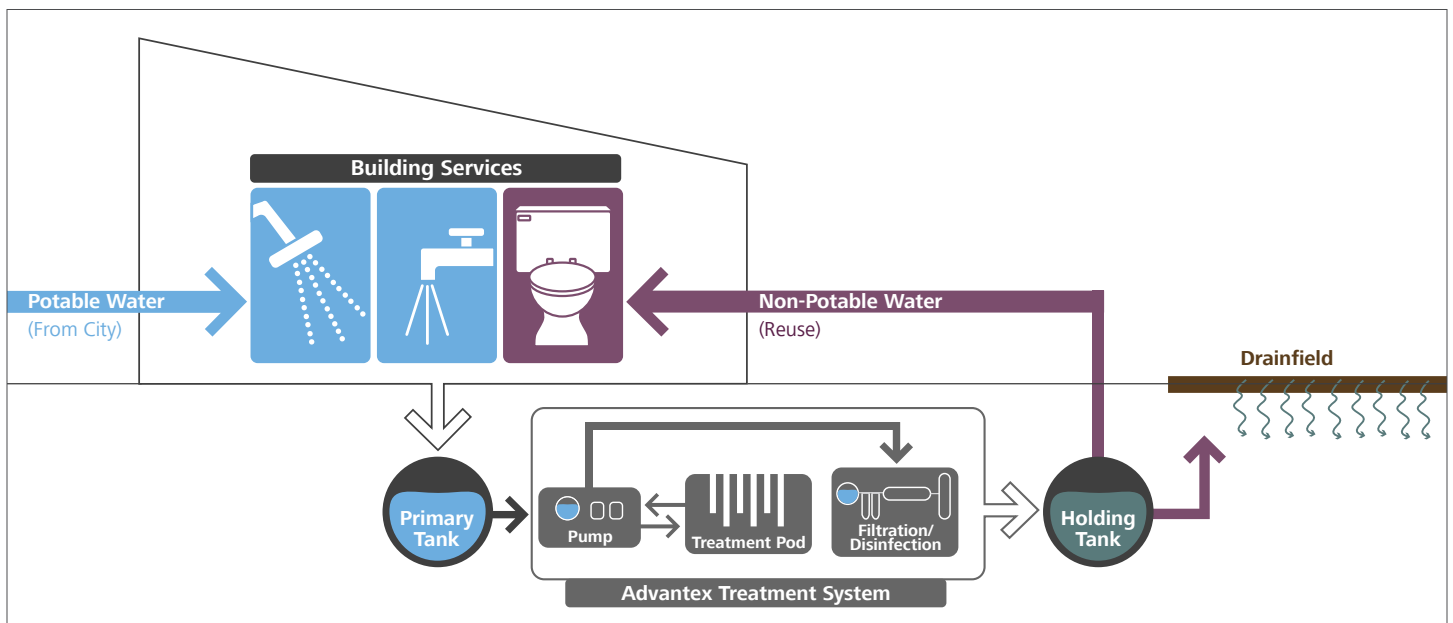 Building Services
Potable Water
(From City)
Non-Potable Water
(Reuse)
Drainfield
Primary
Tank
Pump
Treatment Pod
Filtration/
Disinfection
Holding
Tank
Advantex Treatment System